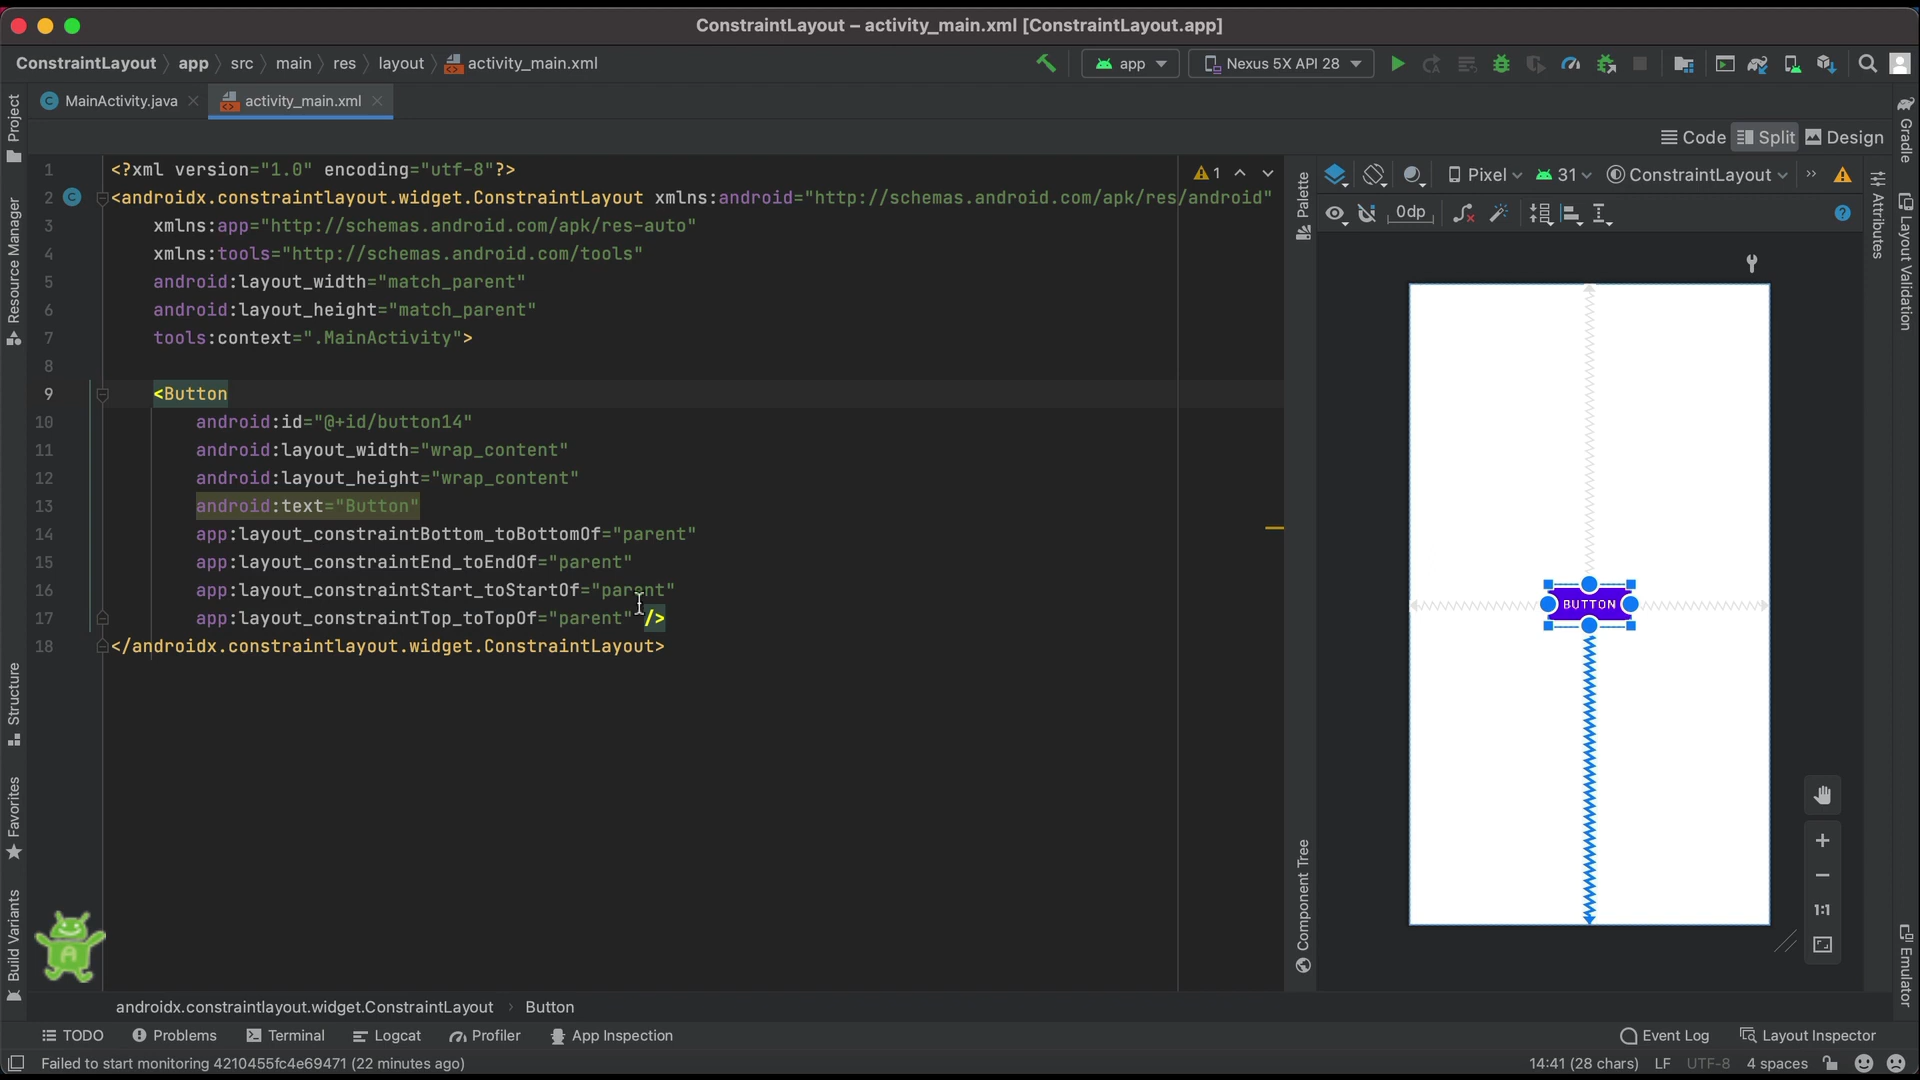 ConstraintLayout – activity_main.xml [ConstraintLayout.app]
ConstraintLayout app src main res layout activity_main.xml
app
Nexus 5X API 28
MainActivity.java
activity_main.xml
Code
Split
Design
1 <?xml version="1.0" encoding="utf-8"?>
2 <androidx.constraintlayout.widget.ConstraintLayout xmlns:android="http://schemas.android.com/apk/res/android"
3 xmlns:app="http://schemas.android.com/apk/res-auto"
4 xmlns:tools="http://schemas.android.com/tools"
5 android:layout_width="match_parent"
6 android:layout_height="match_parent"
7 tools:context=".MainActivity">
8
9 <Button
10 android:id="@+id/button14"
11 android:layout_width="wrap_content"
12 android:layout_height="wrap_content"
13 android:text="Button"
14 app:layout_constraintBottom_toBottomOf="parent"
15 app:layout_constraintEnd_toEndOf="parent"
16 app:layout_constraintStart_toStartOf="parent"
17 app:layout_constraintTop_toTopOf="parent" />
18 </androidx.constraintlayout.widget.ConstraintLayout>
1
Project
Resource Manager
Structure
Favorites
Build Variants
A
Palette
Component Tree
Pixel
31
ConstraintLayout
0dp
?
BUTTON
1:1
Attributes
Gradle
Layout Validation
Emulator
androidx.constraintlayout.widget.ConstraintLayout › Button
TODO
Problems
Terminal
Logcat
Profiler
App Inspection
Event Log
Layout Inspector
Failed to start monitoring 4210455fc4e69471 (22 minutes ago)
14:41 (28 chars)
LF
UTF-8
4 spaces